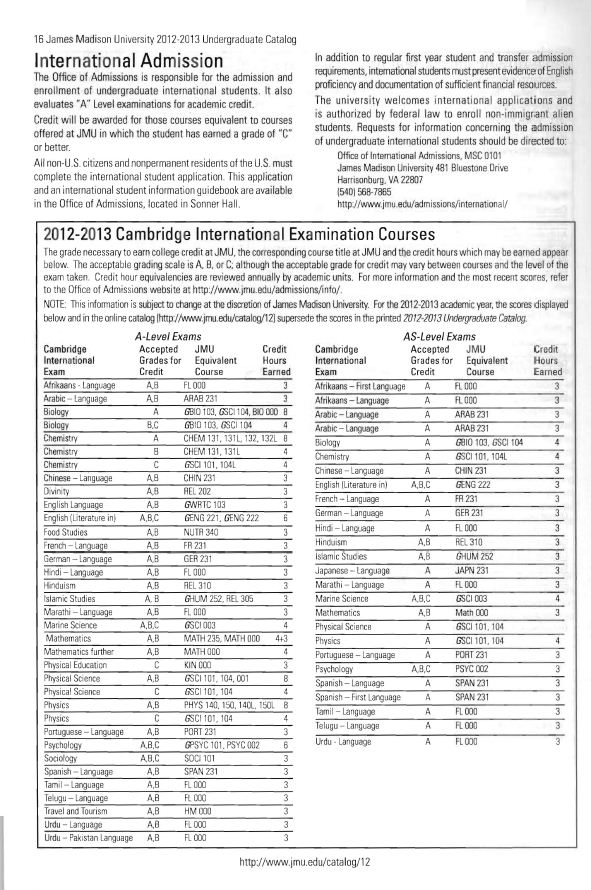 16 James Madison University 2012-2013 Undergraduate Catalog
International Admission
The Office of Admissions is responsible for the admission and
enrollment of undergraduate international students. It also
evaluates "A" Level examinations for academic credit.
Credit will be awarded for those courses equivalent to courses
offered at JMU in which the student has earned a grade of "C"
or better.
All non-U.S. citizens and nonpermanent residents of the U.S. must
complete the international student application. This application
and an international student information guidebook are available
in the Office of Admissions, located in Sonner Hall.
In addition to regular first year student and transfer admission
requirements, international students must present evidence of English
proficiency and documentation of sufficient financial resources.
The university welcomes international applications and
is authorized by federal law to enroll non-immigrant alien
students. Requests for information concerning the admission
of undergraduate international students should be directed to:
Office of International Admissions, MSC 0101
James Madison University 481 Bluestone Drive
Harrisonburg, VA 22807
(540) 568-7865
http://www.jmu.edu/admissions/international/
2012-2013 Cambridge International Examination Courses
The grade necessary to earn college credit at JMU, the corresponding course title at JMU and the credit hours which may be earned appear
below. The acceptable grading scale is A, B, or C; although the acceptable grade for credit may vary between courses and the level of the
exam taken. Credit hour equivalencies are reviewed annually by academic units. For more information and the most recent scores, refer
to the Office of Admissions website at http://www.jmu.edu/admissions/info/.
NOTE: This information is subject to change at the discretion of James Madison University. For the 2012-2013 academic year, the scores displayed
below and in the online catalog (http://www.jmu.edu/catalog/12) supersede the scores in the printed 2012-2013 Undergraduate Catalog.
A-Level Exams
Cambridge Accepted JMU Credit
International Grades for Equivalent Hours
Exam Credit Course Earned
Afrikaans - Language A,B FL 000 3
Arabic – Language A,B ARAB 231 3
Biology A GBIO 103, GSCI 104, BIO 000 8
Biology B,C GBIO 103, GSCI 104 4
Chemistry A CHEM 131, 131L, 132, 132L 8
Chemistry B CHEM 131, 131L 4
Chemistry C GSCI 101, 104L 4
Chinese – Language A,B CHIN 231 3
Divinity A,B REL 202 3
English Language A,B GWRTC 103 3
English (Literature in) A,B,C GENG 221, GENG 222 6
Food Studies A,B NUTR 340 3
French – Language A,B FR 231 3
German – Language A,B GER 231 3
Hindi – Language A,B FL 000 3
Hinduism A,B REL 310 3
Islamic Studies A, B GHUM 252, REL 305 3
Marathi – Language A,B FL 000 3
Marine Science A,B,C GSCI 003 4
Mathematics A,B MATH 235, MATH 000 4+3
Mathematics further A,B MATH 000 4
Physical Education C KIN 000 3
Physical Science A,B GSCI 101, 104, 001 8
Physical Science C GSCI 101, 104 4
Physics A,B PHYS 140, 150, 140L, 150L 8
Physics C GSCI 101, 104 4
Portuguese – Language A,B PORT 231 3
Psychology A,B,C GPSYC 101, PSYC 002 6
Sociology A,B,C SOCI 101 3
Spanish – Language A,B SPAN 231 3
Tamil – Language A,B FL 000 3
Telugu – Language A,B FL 000 3
Travel and Tourism A,B HM 000 3
Urdu – Language A,B FL 000 3
Urdu – Pakistan Language A,B FL 000 3
AS-Level Exams
Cambridge Accepted JMU Credit
International Grades for Equivalent Hours
Exam Credit Course Earned
Afrikaans – First Language A FL 000 3
Afrikaans – Language A FL 000 3
Arabic – Language A ARAB 231 3
Arabic – Language A ARAB 231 3
Biology A GBIO 103, GSCI 104 4
Chemistry A GSCI 101, 104L 4
Chinese – Language A CHIN 231 3
English (Literature in) A,B,C GENG 222 3
French – Language A FR 231 3
German – Language A GER 231 3
Hindi – Language A FL 000 3
Hinduism A,B REL 310 3
Islamic Studies A,B GHUM 252 3
Japanese – Language A JAPN 231 3
Marathi – Language A FL 000 3
Marine Science A,B,C GSCI 003 4
Mathematics A,B Math 000 3
Physical Science A GSCI 101, 104
Physics A GSCI 101, 104 4
Portuguese – Language A PORT 231 3
Psychology A,B,C PSYC 002 3
Spanish – Language A SPAN 231 3
Spanish – First Language A SPAN 231 3
Tamil – Language A FL 000 3
Telugu – Language A FL 000 3
Urdu - Language A FL 000 3
http://www.jmu.edu/catalog/12